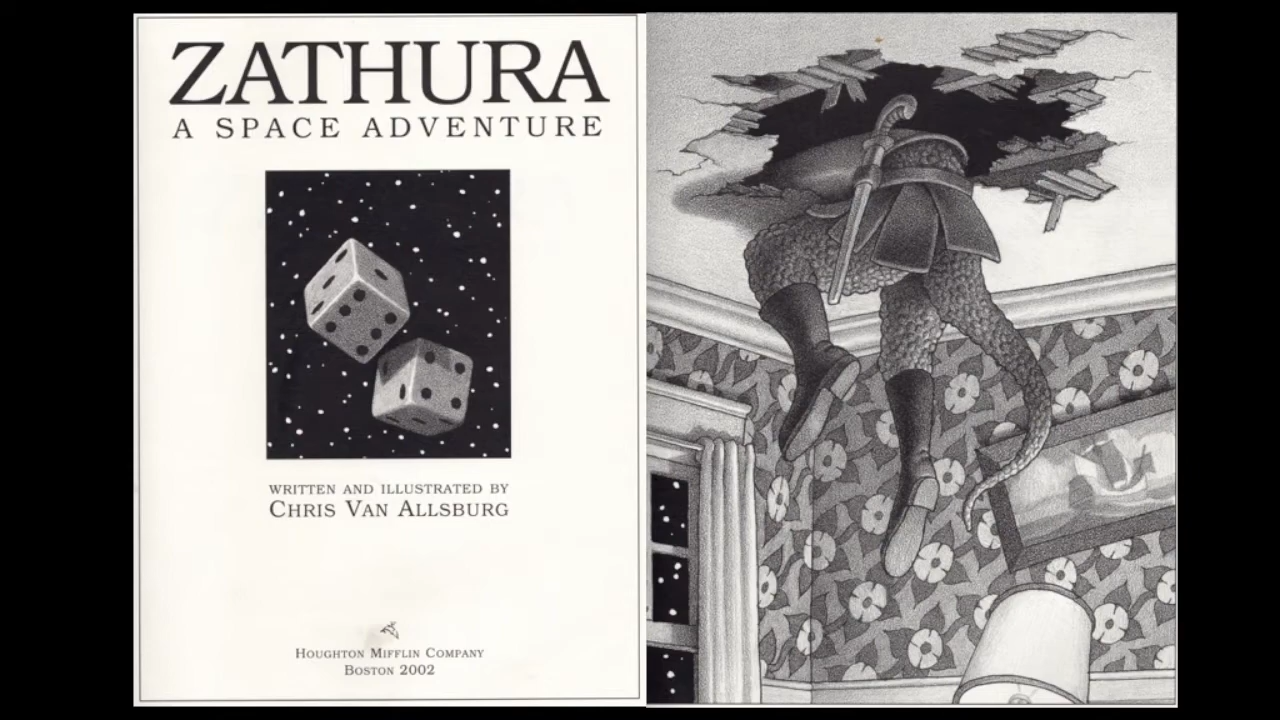 ZATHURA
A SPACE ADVENTURE
WRITTEN AND ILLUSTRATED BY
CHRIS VAN ALLSBURG
HOUGHTON MIFFLIN COMPANY
BOSTON 2002